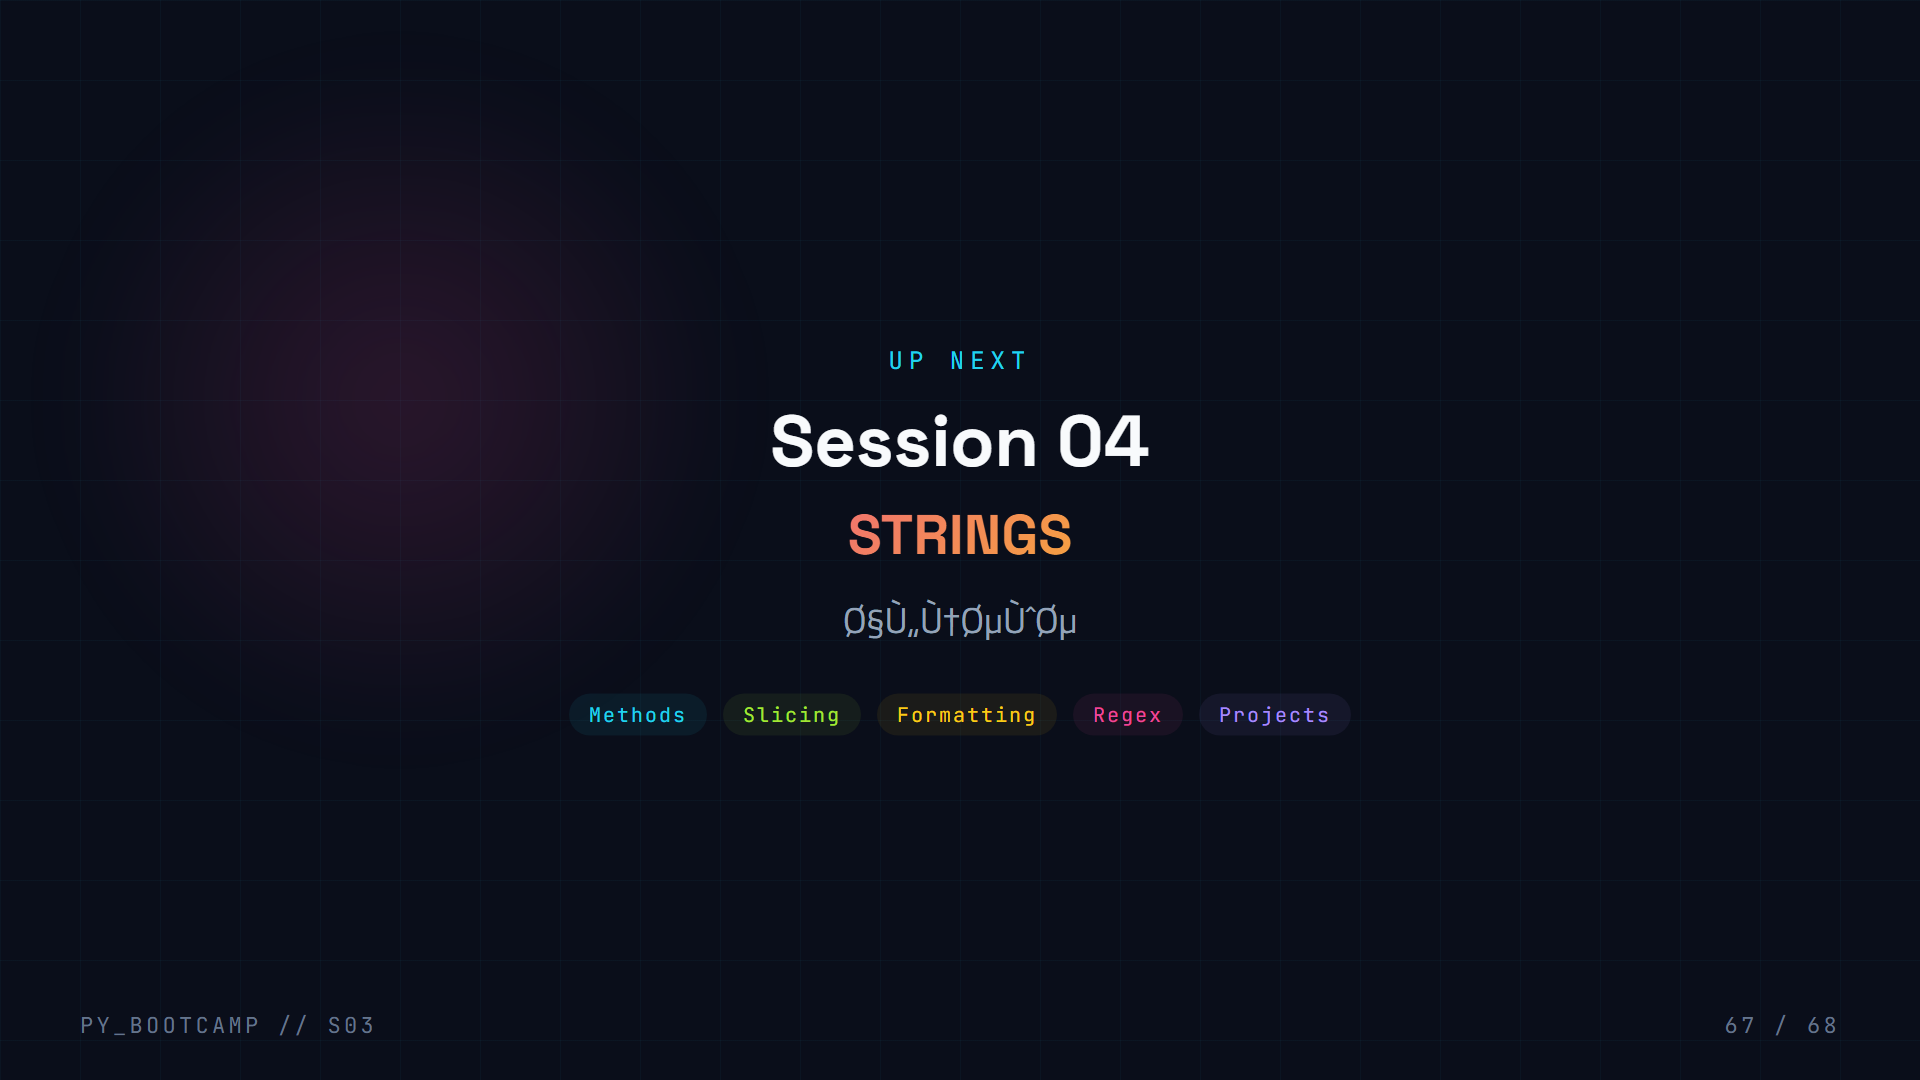 UP NEXT
Session 04
STRINGS
Ø§Ù„Ù†ØµÙˆØµ
Methods Slicing Formatting Regex Projects
PY_BOOTCAMP // S03
67 / 68